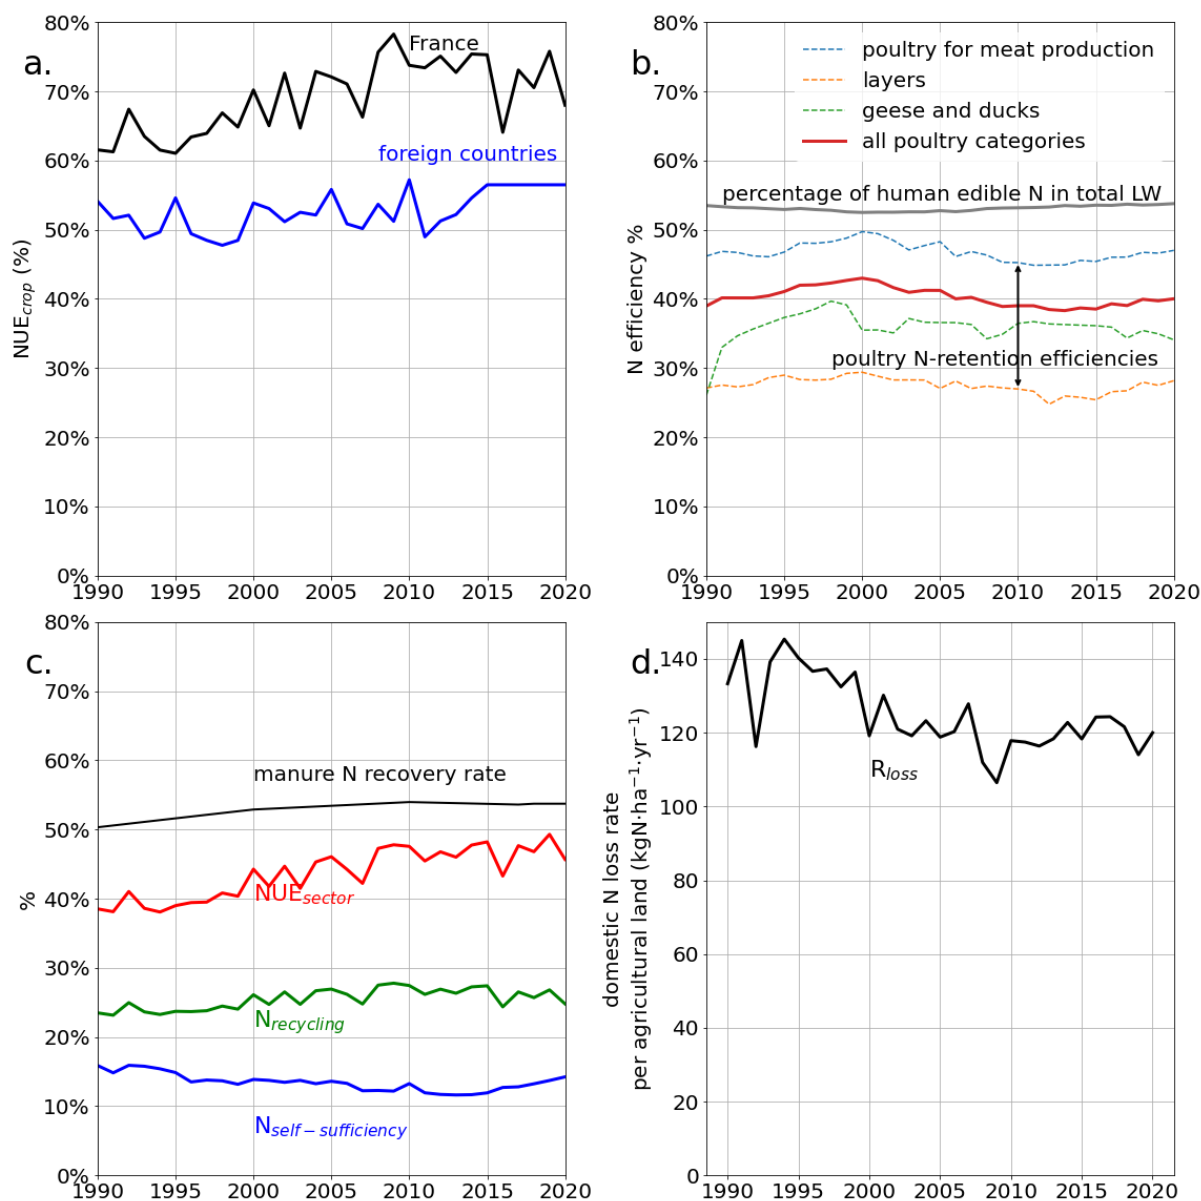 a.
80%
70%
60%
50%
40%
30%
20%
10%
0%
NUEcrop (%)
France
foreign countries
1990 1995 2000 2005 2010 2015 2020
b.
80%
70%
60%
50%
40%
30%
20%
10%
0%
N efficiency %
poultry for meat production
layers
geese and ducks
all poultry categories
percentage of human edible N in total LW
poultry N-retention efficiencies
1990 1995 2000 2005 2010 2015 2020
c.
80%
70%
60%
50%
40%
30%
20%
10%
0%
%
manure N recovery rate
NUEsector
Nrecycling
Nself−sufficiency
1990 1995 2000 2005 2010 2015 2020
d.
140
120
100
80
60
40
20
0
domestic N loss rate
per agricultural land (kgN·ha⁻¹·yr⁻¹)
Rloss
1990 1995 2000 2005 2010 2015 2020